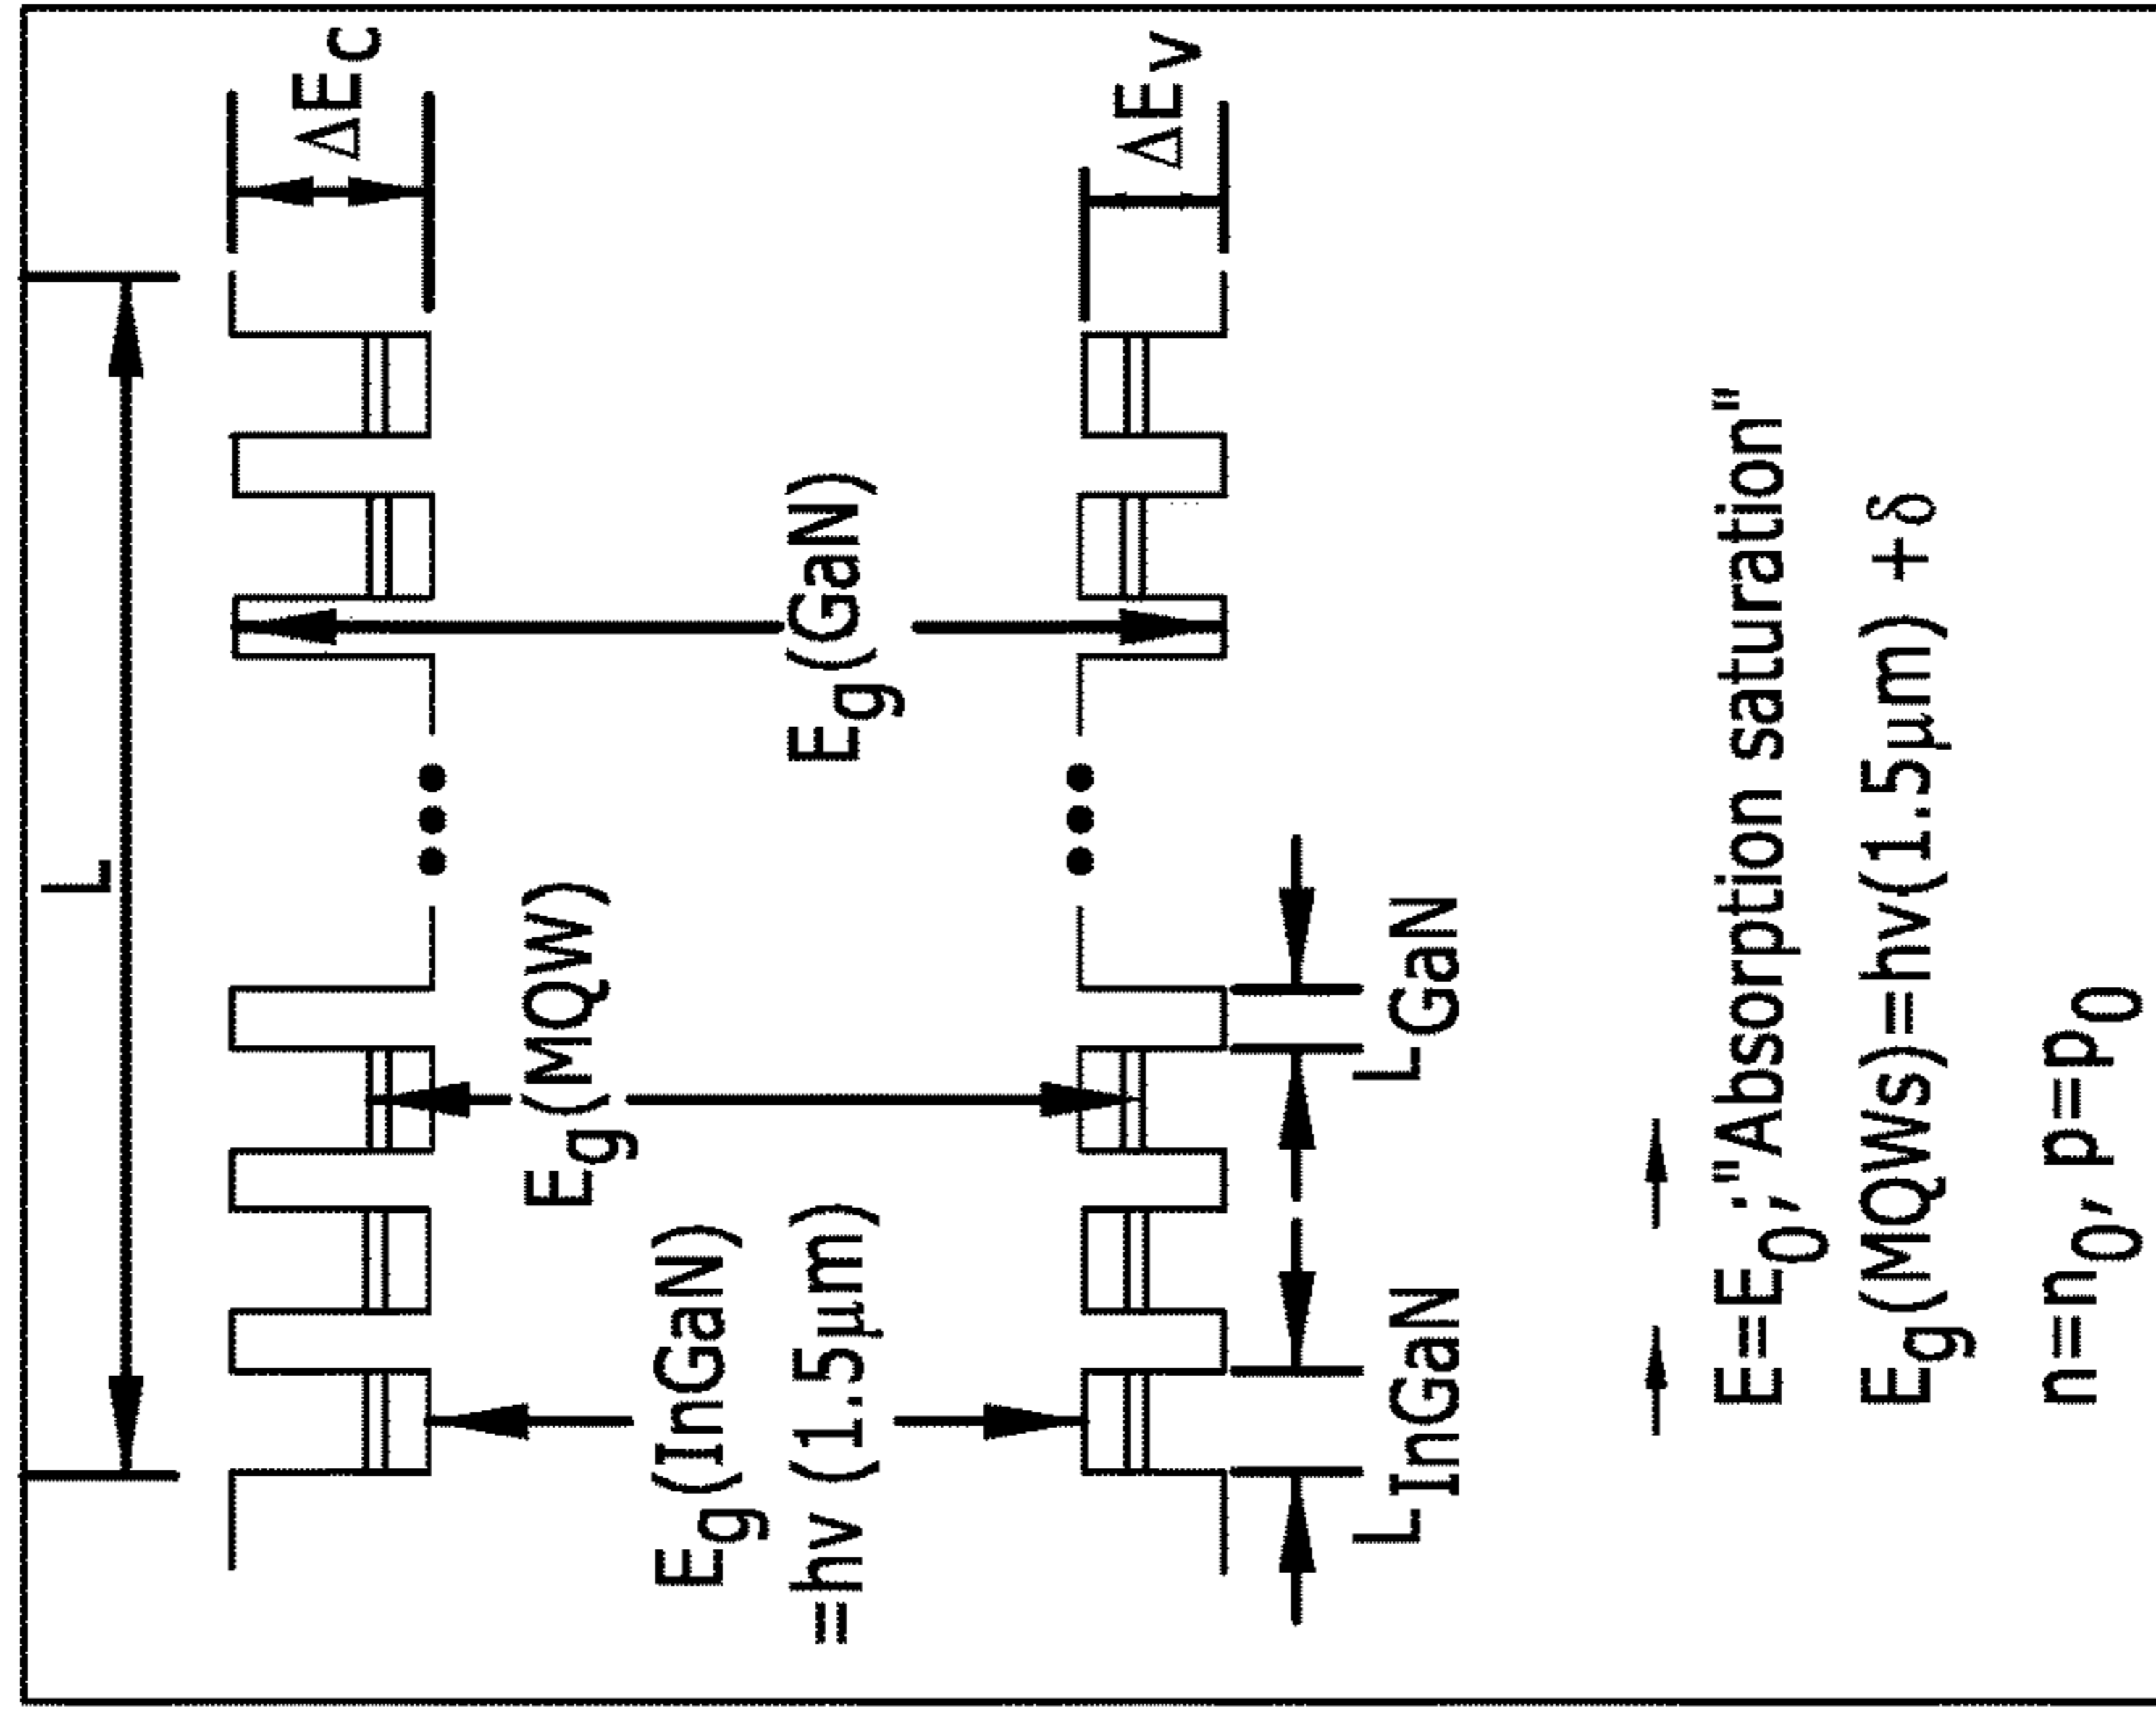 L
ΔEc
Eg(MQW)
Eg(InGaN)
=hν (1.5μm)
Eg(GaN)
ΔEv
LInGaN
LGaN
E=E0;"Absorption saturation"
Eg(MQWs)=hν(1.5μm) +δ
n=n0, p=p0